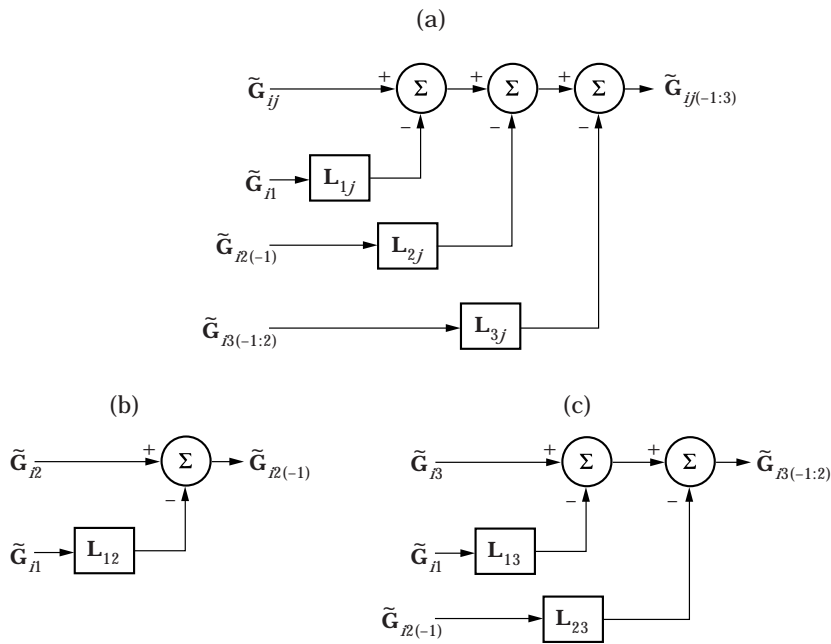 (a)
G̃ij + Σ + Σ + Σ G̃ij(−1:3)
− − −
G̃i1 L1j
G̃i2(−1) L2j
G̃i3(−1:2) L3j
(b)
G̃i2 + Σ G̃i2(−1)
−
G̃i1 L12
(c)
G̃i3 + Σ + Σ G̃i3(−1:2)
− −
G̃i1 L13
G̃i2(−1) L23